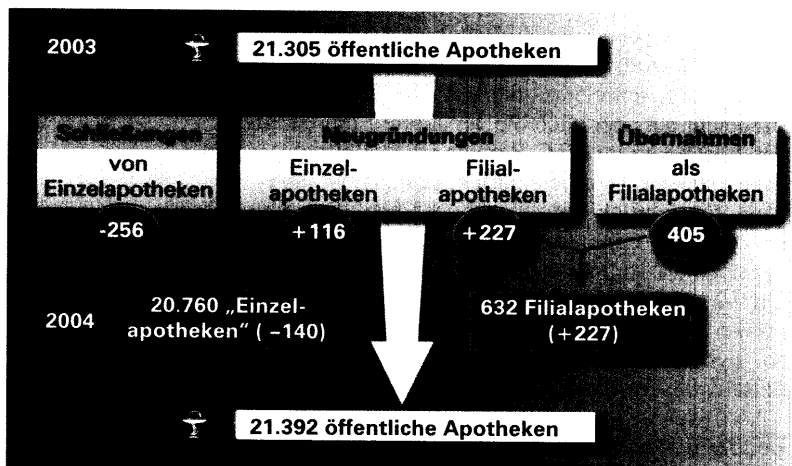 2003
21.305 öffentliche Apotheken
Schließungen
von
Einzelapotheken
-256
Neugründungen
Einzel-
apotheken
+116
Filial-
apotheken
+227
Übernahmen
als
Filialapotheken
405
2004
20.760 „Einzel-
apotheken“ ( –140)
632 Filialapotheken
(+227)
21.392 öffentliche Apotheken